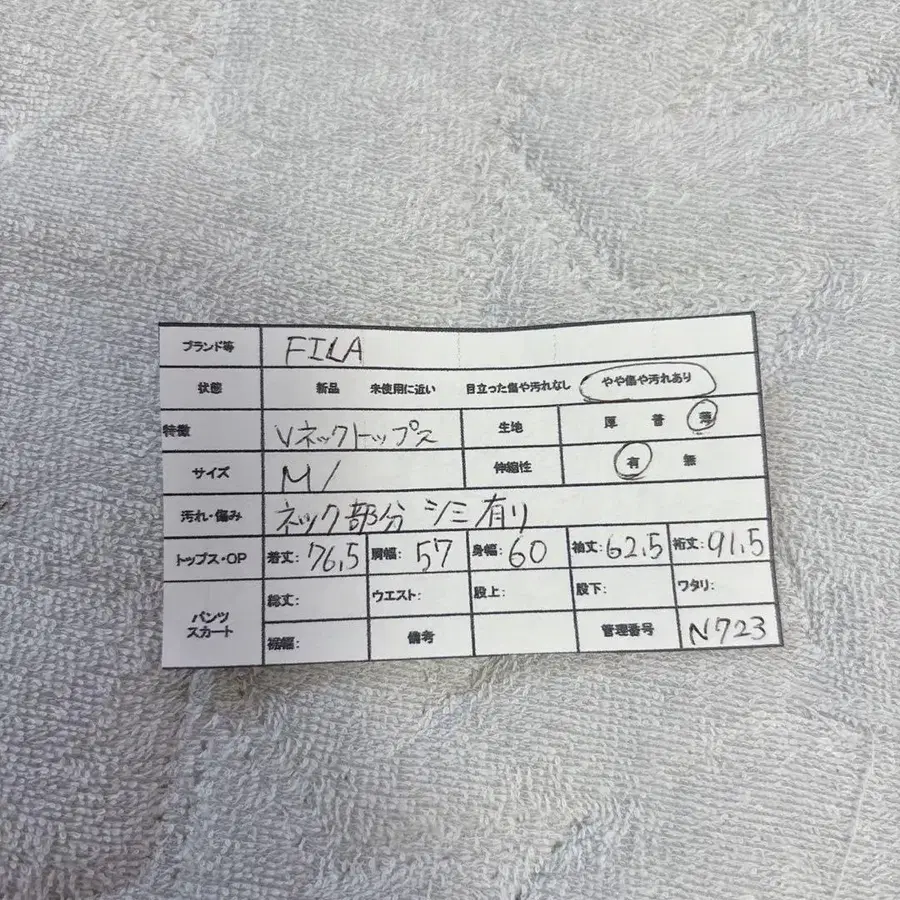 ブランド等 FILA
状態 新品 未使用に近い 目立った傷や汚れなし やや傷や汚れあり
特徴 Vネックトップス 生地 厚 普 薄
サイズ M/ 伸縮性 有 無
汚れ・傷み ネック部分 シミ有り
トップス・OP 着丈: 76,5 肩幅: 57 身幅: 60 袖丈: 62,5 裄丈: 91,5
パンツ スカート 総丈: ウエスト: 股上: 股下: ワタリ:
裾幅: 備考 管理番号 N723